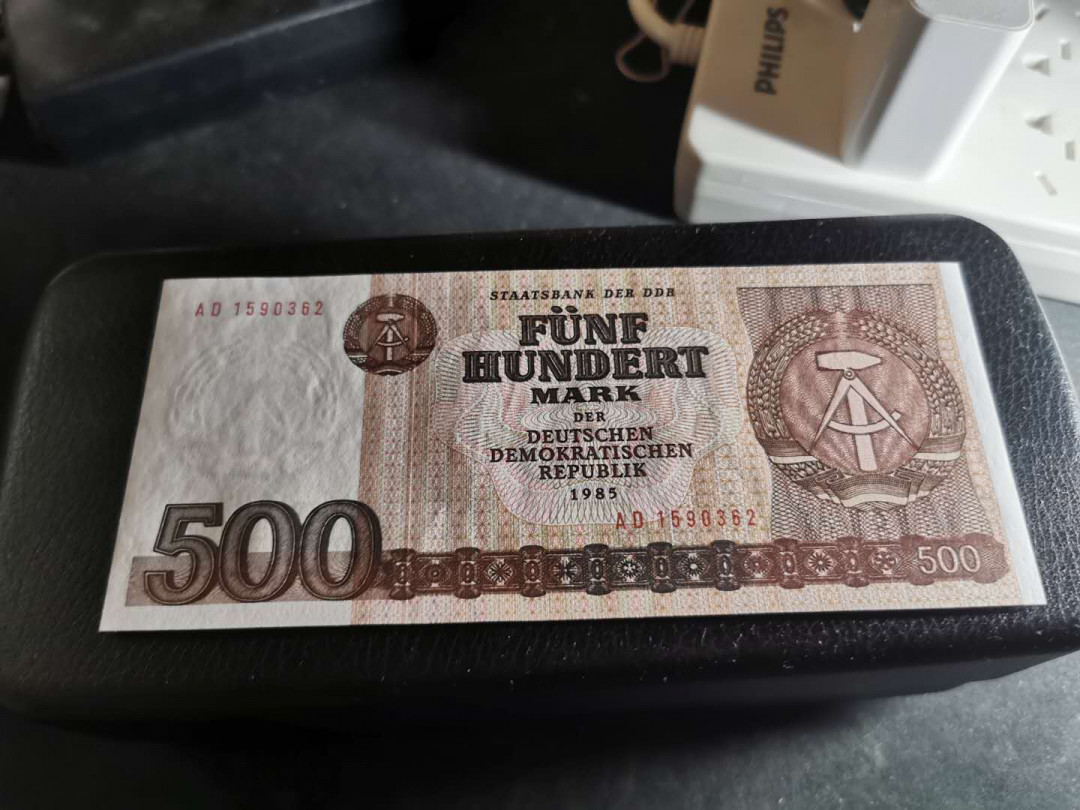 PHILIPS
AD 1590362
STAATSBANK DER DDR
FÜNF
HUNDERT
MARK
DER
DEUTSCHEN
DEMOKRATISCHEN
REPUBLIK
1985
AD 1590362
500
500